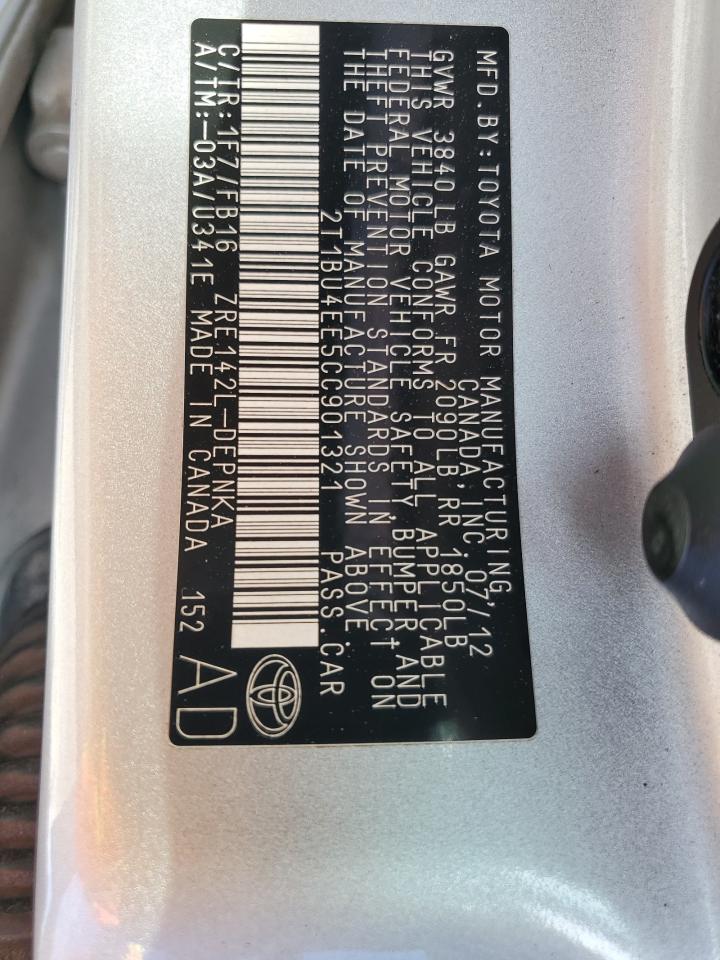 MFD.BY:TOYOTA MOTOR MANUFACTURING,
CANADA,INC. 07/12
GVWR 3840 LB GAWR FR 2090LB,RR 1850LB
THIS VEHICLE CONFORMS TO ALL APPLICABLE
FEDERAL MOTOR VEHICLE SAFETY, BUMPER, AND
THEFT PREVENTION STANDARDS IN EFFECT ON
THE DATE OF MANUFACTURE SHOWN ABOVE.
2T1BU4EE5CC901321 PASS.CAR
C/TR:1F7/FB16 ZRE142L-DEPNKA
A/TM:-03A/U341E MADE IN CANADA 152
AD